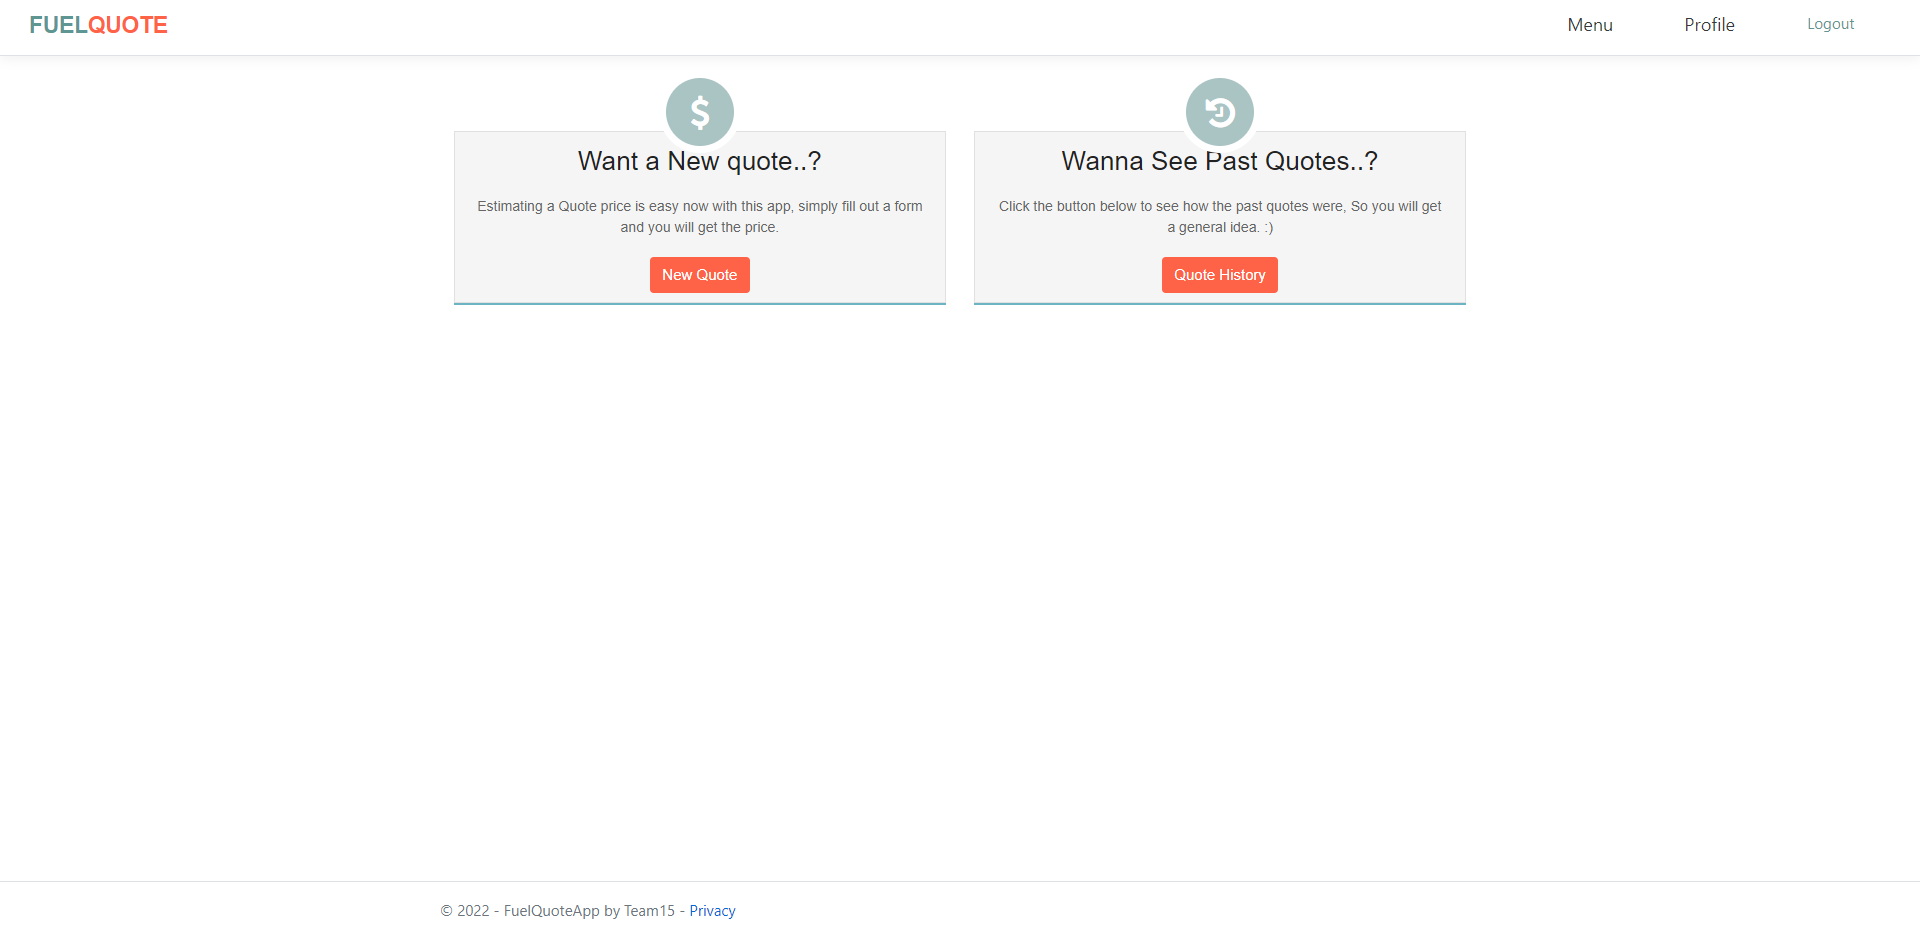 FUELQUOTE
Menu Profile Logout
Want a New quote..?
Estimating a Quote price is easy now with this app, simply fill out a form
and you will get the price.
New Quote
Wanna See Past Quotes..?
Click the button below to see how the past quotes were, So you will get
a general idea. :)
Quote History
© 2022 - FuelQuoteApp by Team15 - Privacy